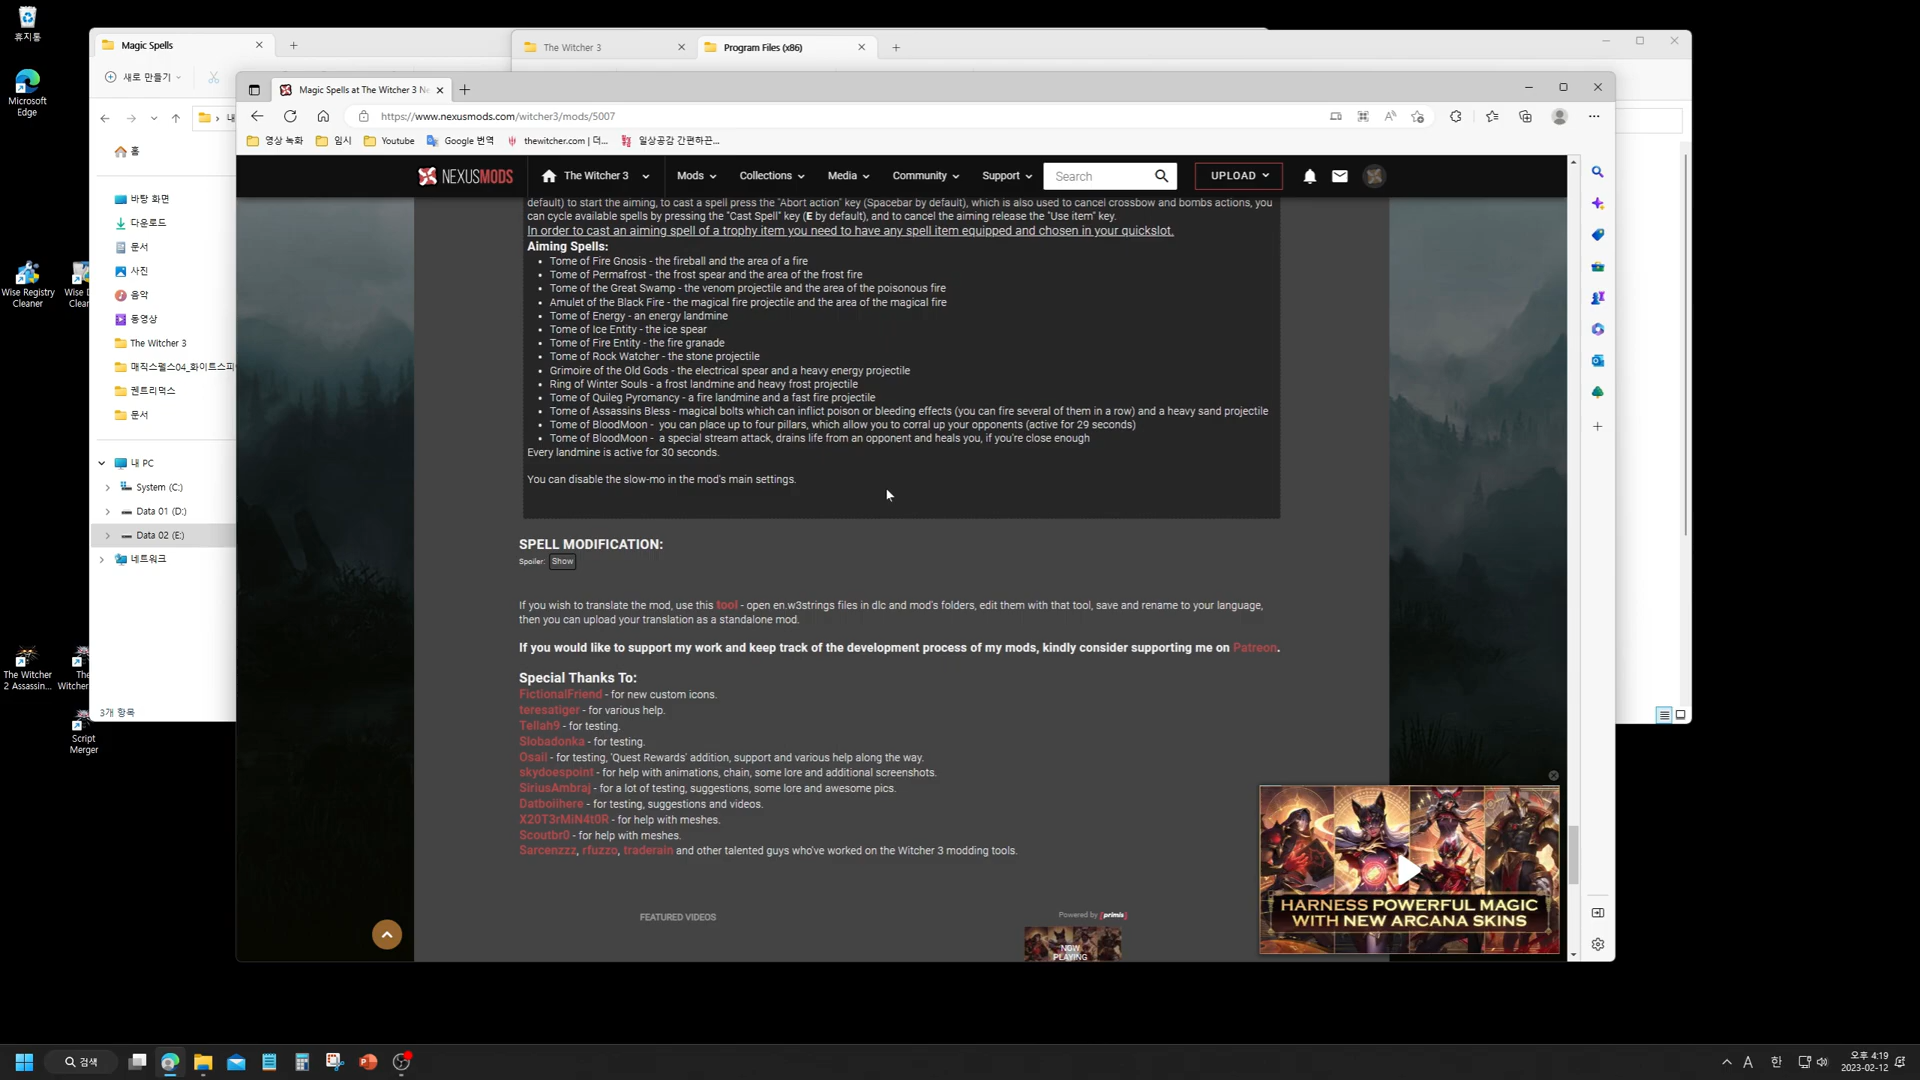 휴지통
Microsoft
Edge
Wise Registry
Cleaner
Wise D
Clean
The Witcher
2 Assassin...
Th
Witcher
Script
Merger
Magic Spells
새로 만들기
내
홈
바탕 화면
다운로드
문서
사진
음악
동영상
The Witcher 3
매직스펠스04_화이트스피
켄트리덕스
문서
내 PC
System (C:)
Data 01 (D:)
Data 02 (E:)
네트워크
3개 항목
The Witcher 3
Program Files (x86)
Magic Spells at The Witcher 3 Ne
https://www.nexusmods.com/witcher3/mods/5007
영상 녹화
임시
Youtube
Google 번역
thewitcher.com | 더...
일상공감 간편하끈...
NEXUSMODS
The Witcher 3
Mods
Collections
Media
Community
Support
Search
UPLOAD
default) to start the aiming, to cast a spell press the "Abort action" key (Spacebar by default), which is also used to cancel crossbow and bombs actions, you
can cycle available spells by pressing the "Cast Spell" key (E by default), and to cancel the aiming release the "Use item" key.
In order to cast an aiming spell of a trophy item you need to have any spell item equipped and chosen in your quickslot.
Aiming Spells:
• Tome of Fire Gnosis - the fireball and the area of a fire
• Tome of Permafrost - the frost spear and the area of the frost fire
• Tome of the Great Swamp - the venom projectile and the area of the poisonous fire
• Amulet of the Black Fire - the magical fire projectile and the area of the magical fire
• Tome of Energy - an energy landmine
• Tome of Ice Entity - the ice spear
• Tome of Fire Entity - the fire granade
• Tome of Rock Watcher - the stone projectile
• Grimoire of the Old Gods - the electrical spear and a heavy energy projectile
• Ring of Winter Souls - a frost landmine and heavy frost projectile
• Tome of Quileg Pyromancy - a fire landmine and a fast fire projectile
• Tome of Assassins Bless - magical bolts which can inflict poison or bleeding effects (you can fire several of them in a row) and a heavy sand projectile
• Tome of BloodMoon - you can place up to four pillars, which allow you to corral up your opponents (active for 29 seconds)
• Tome of BloodMoon - a special stream attack, drains life from an opponent and heals you, if you're close enough
Every landmine is active for 30 seconds.
You can disable the slow-mo in the mod's main settings.
SPELL MODIFICATION:
Spoiler: Show
If you wish to translate the mod, use this tool - open en.w3strings files in dlc and mod's folders, edit them with that tool, save and rename to your language,
then you can upload your translation as a standalone mod.
If you would like to support my work and keep track of the development process of my mods, kindly consider supporting me on Patreon.
Special Thanks To:
FictionalFriend - for new custom icons.
teresatiger - for various help.
Tellah9 - for testing.
Slobadonka - for testing.
Osail - for testing, 'Quest Rewards' addition, support and various help along the way.
skydoespoint - for help with animations, chain, some lore and additional screenshots.
SiriusAmbraj - for a lot of testing, suggestions, some lore and awesome pics.
Datboiihere - for testing, suggestions and videos.
X20T3rMiN4t0R - for help with meshes.
Scoutbr0 - for help with meshes.
Sarcenzzz, rfuzzo, traderain and other talented guys who've worked on the Witcher 3 modding tools.
FEATURED VIDEOS
Powered by [primis]
NOW
PLAYING
HARNESS POWERFUL MAGIC
WITH NEW ARCANA SKINS
검색
A
한
오후 4:19
2023-02-12